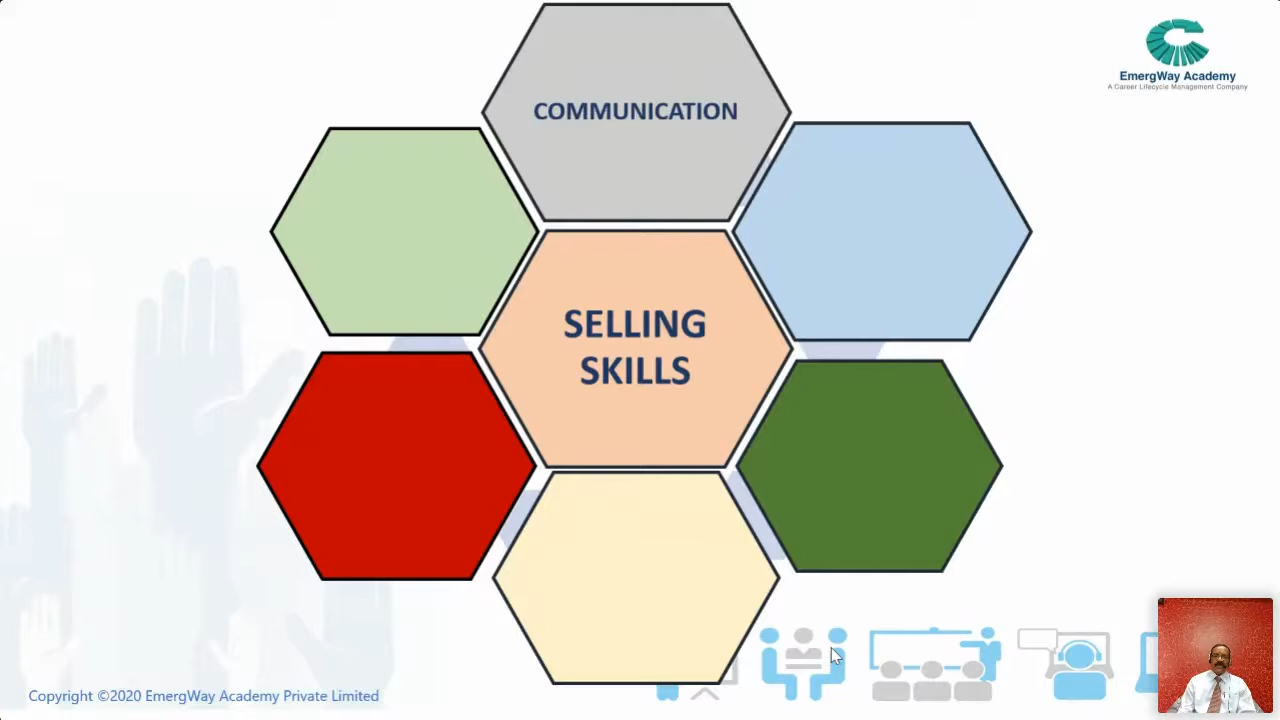 COMMUNICATION
EmergWay Academy
A Career Lifecycle Management Company
SELLING
SKILLS
Copyright ©2020 EmergWay Academy Private Limited